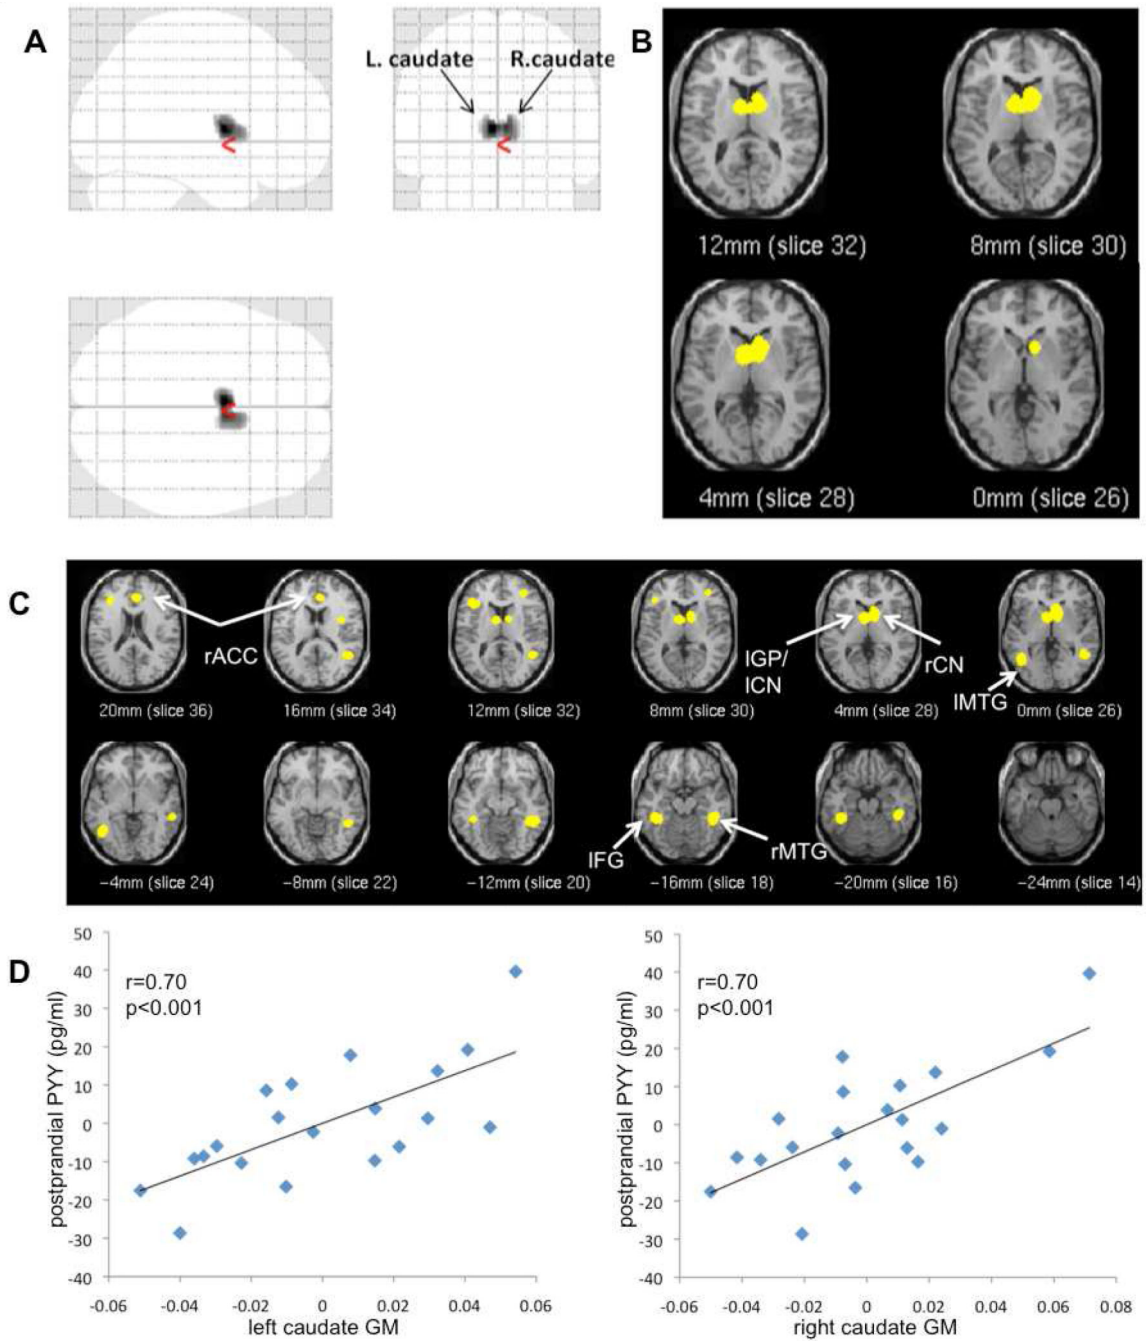 A
L. caudate
R.caudate
<
<
<
B
12mm (slice 32)
8mm (slice 30)
4mm (slice 28)
0mm (slice 26)
C
rACC
lGP/
lCN
rCN
lMTG
20mm (slice 36)
16mm (slice 34)
12mm (slice 32)
8mm (slice 30)
4mm (slice 28)
0mm (slice 26)
lFG
rMTG
−4mm (slice 24)
−8mm (slice 22)
−12mm (slice 20)
−16mm (slice 18)
−20mm (slice 16)
−24mm (slice 14)
D
postprandial PYY (pg/ml)
50
40
30
20
10
0
-10
-20
-30
-40
r=0.70
p<0.001
-0.06
-0.04
-0.02
0
0.02
0.04
0.06
left caudate GM
postprandial PYY (pg/ml)
50
40
30
20
10
0
-10
-20
-30
-40
r=0.70
p<0.001
-0.06
-0.04
-0.02
0
0.02
0.04
0.06
0.08
right caudate GM